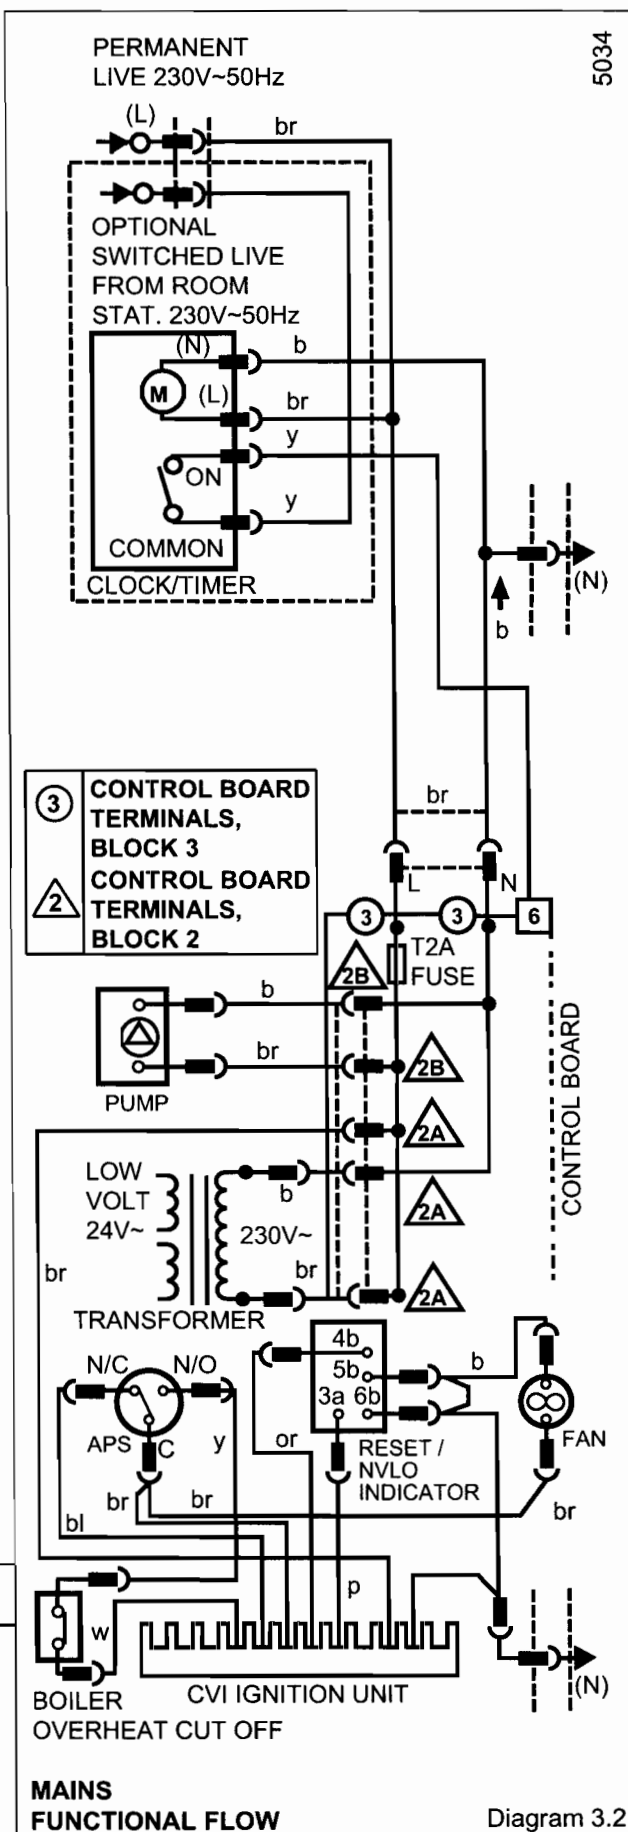 PERMANENT
LIVE 230V~50Hz
5034
(L)
br
OPTIONAL
SWITCHED LIVE
FROM ROOM
STAT. 230V~50Hz
(N)
b
M
(L)
br
y
ON
y
COMMON
CLOCK/TIMER
(N)
b
3
CONTROL BOARD
TERMINALS,
BLOCK 3
2
CONTROL BOARD
TERMINALS,
BLOCK 2
br
L
N
3
3
6
T2A
FUSE
2B
b
br
2B
PUMP
2A
CONTROL BOARD
LOW
VOLT
24V~
b
230V~
2A
br
br
2A
TRANSFORMER
4b
5b
3a 6b
b
N/C
N/O
APS
C
y
or
RESET /
NVLO
INDICATOR
FAN
br
br
br
bl
p
w
CVI IGNITION UNIT
(N)
BOILER
OVERHEAT CUT OFF
MAINS
FUNCTIONAL FLOW
Diagram 3.2